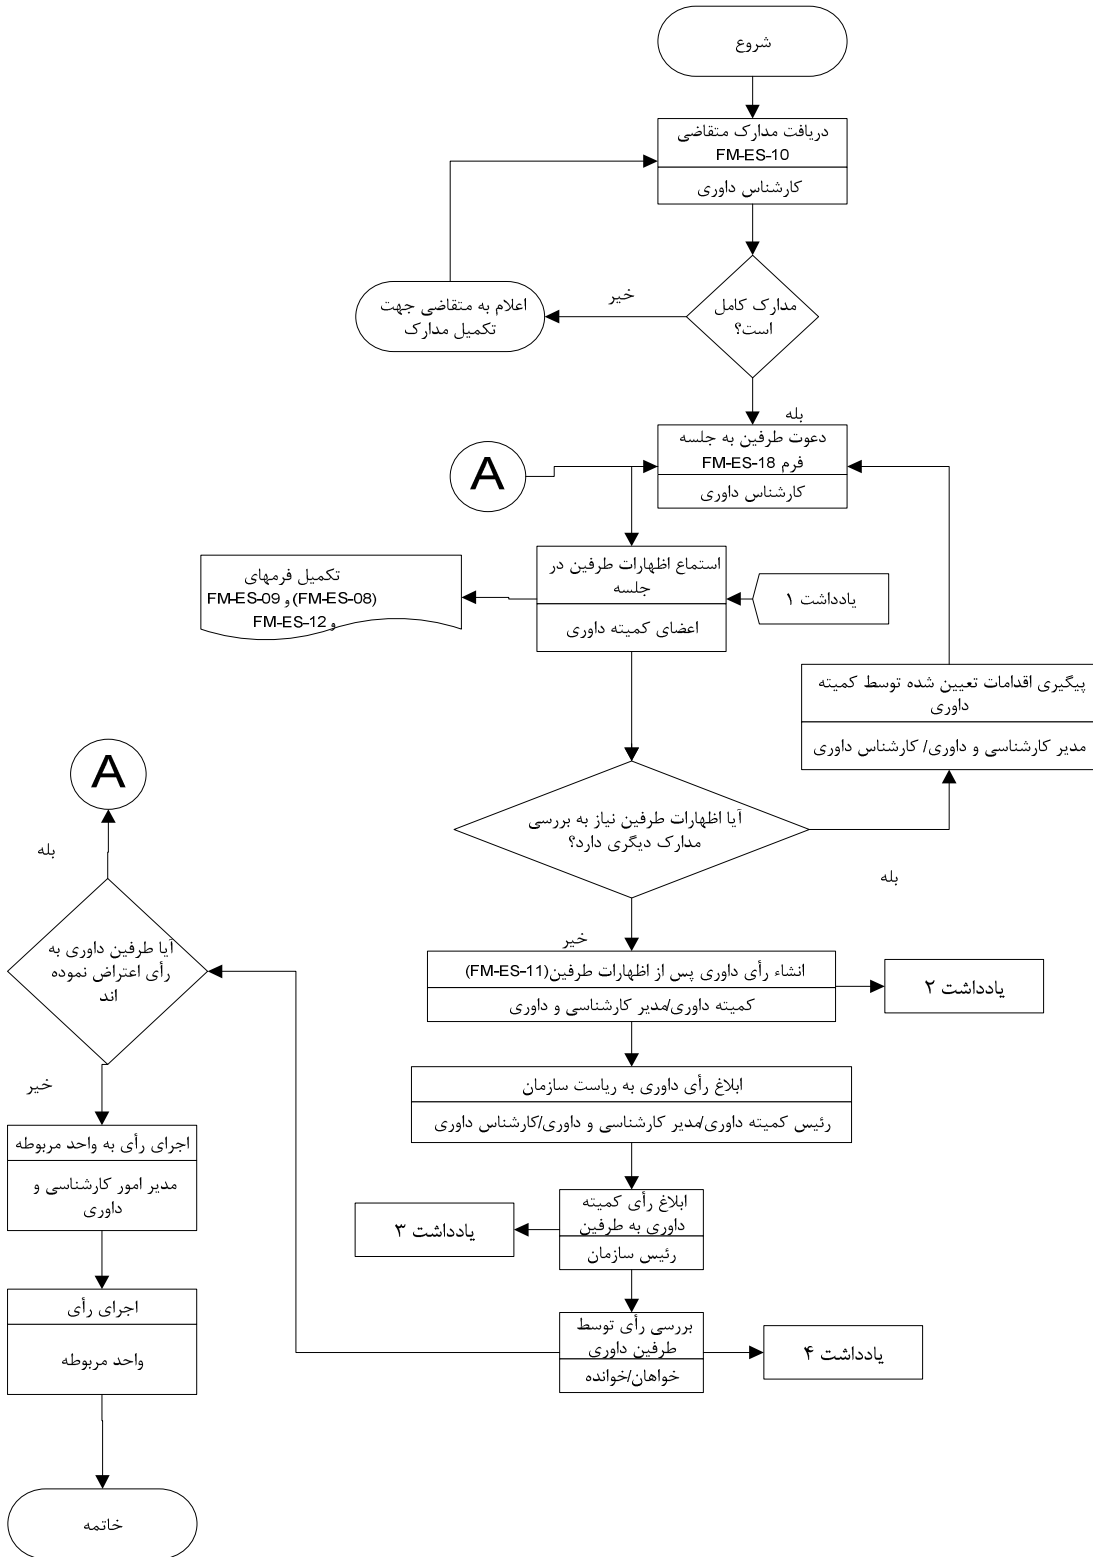 شروع
دریافت مدارک متقاضی
FM-ES-10
کارشناس داوری
مدارک کامل
است؟
خیر
اعلام به متقاضی جهت
تکمیل مدارک
بله
دعوت طرفین به جلسه
فرم FM-ES-18
کارشناس داوری
A
استماع اظهارات طرفین در
جلسه
اعضای کمیته داوری
یادداشت ۱
تکمیل فرمهای
(FM-ES-08) و FM-ES-09
و FM-ES-12
پیگیری اقدامات تعیین شده توسط کمیته
داوری
مدیر کارشناسی و داوری/ کارشناس داوری
آیا اظهارات طرفین نیاز به بررسی
مدارک دیگری دارد؟
بله
خیر
انشاء رأی داوری پس از اظهارات طرفین(FM-ES-11)
کمیته داوری/مدیر کارشناسی و داوری
یادداشت ۲
ابلاغ رأی داوری به ریاست سازمان
رئیس کمیته داوری/مدیر کارشناسی و داوری/کارشناس داوری
ابلاغ رأی کمیته
داوری به طرفین
رئیس سازمان
یادداشت ۳
بررسی رأی توسط
طرفین داوری
خواهان/خوانده
یادداشت ۴
A
بله
آیا طرفین داوری به
رأی اعتراض نموده
اند
خیر
اجرای رأی به واحد مربوطه
مدیر امور کارشناسی و
داوری
اجرای رأی
واحد مربوطه
خاتمه